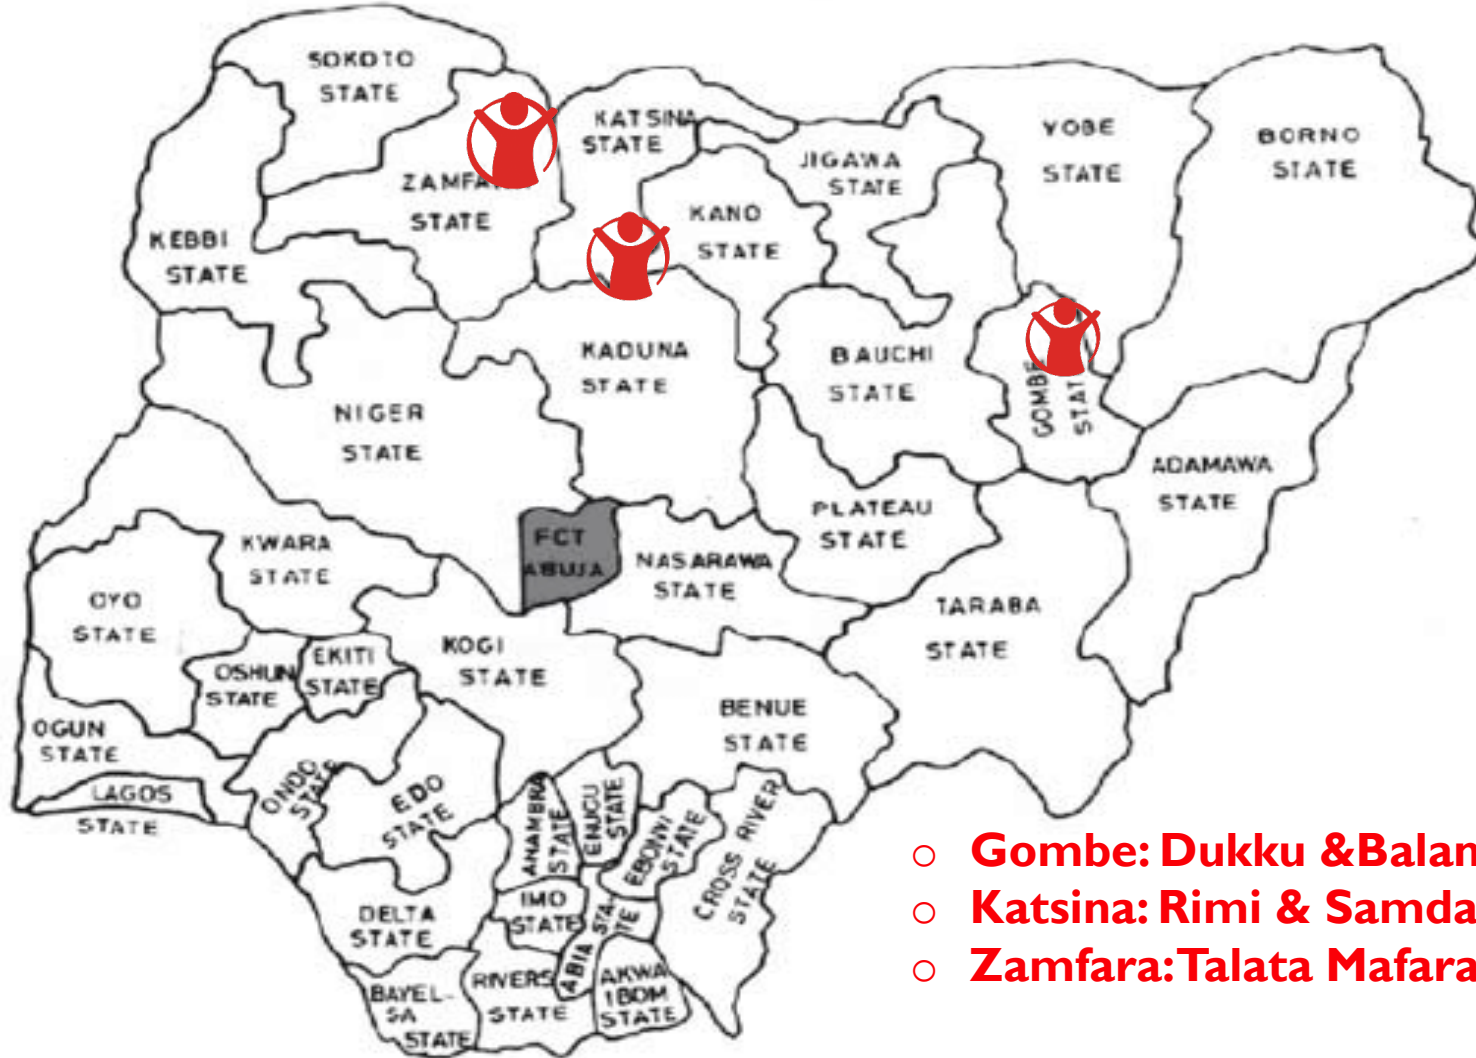 SOKOTO
STATE
KATSINA
STATE
YOBE
STATE
BORNO
STATE
JIGAWA
STATE
STATE
KANO
STATE
KEBBI
STATE
KADUNA
STATE
BAUCHI
STATE
GOMBE
NIGER
STATE
ADAMAWA
STATE
PLATEAU
STATE
FCT
ABUJA
NASARAWA
STATE
KWARA
STATE
OYO
STATE
TARABA
STATE
KOGI
STATE
EKITI
STATE
OSHUN
STATE
BENUE
STATE
OGUN
STATE
LAGOS
STATE
ONDO
STATE
EDO
STATE
ANAMBRA
STATE
ENUGU
STATE
EBONYI
STATE
CROSS RIVER
STATE
IMO
STATE
ABIA STA-
TE
DELTA
STATE
BAYEL-
SA
STATE
RIVERS
STATE
AKWA
IBOM
STATE
o Gombe: Dukku &Balan
o Katsina: Rimi & Samda
o Zamfara: Talata Mafara